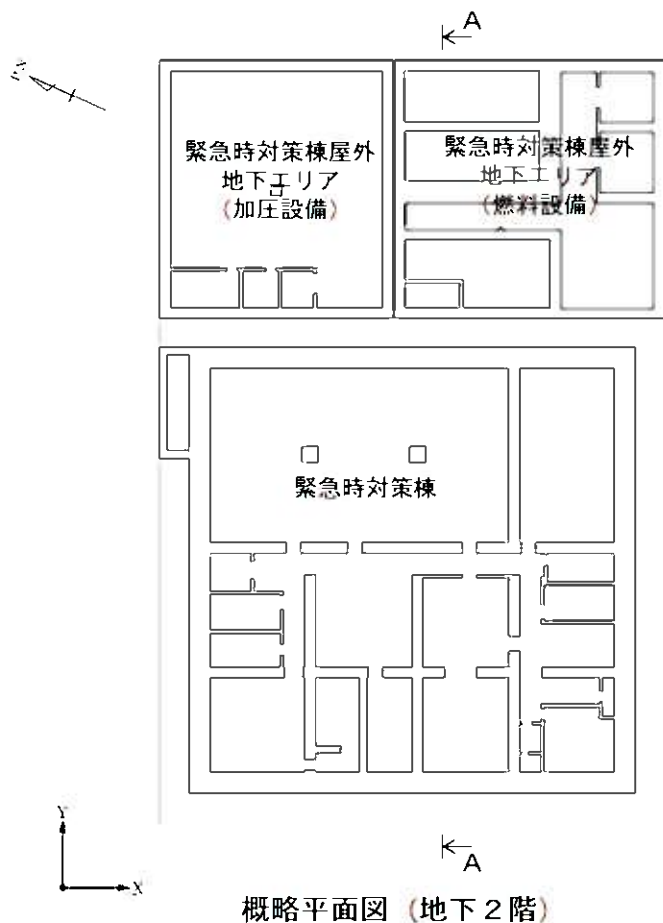 A
N
緊急時対策棟屋外
地下エリア
(加圧設備)
緊急時対策棟屋外
地下エリア
(燃料設備)
緊急時対策棟
Y
X
A
概略平面図 (地下2階)